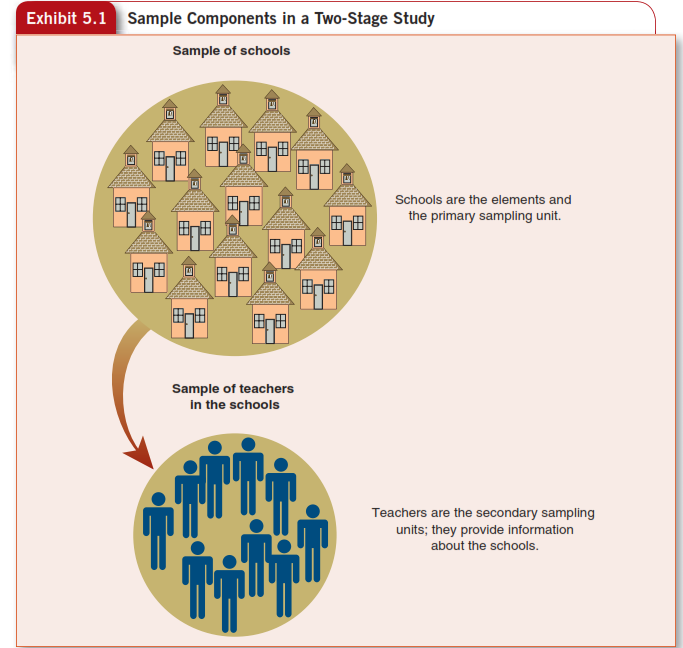 Exhibit 5.1 Sample Components in a Two-Stage Study
Sample of schools
Schools are the elements and
the primary sampling unit.
Sample of teachers
in the schools
Teachers are the secondary sampling
units; they provide information
about the schools.